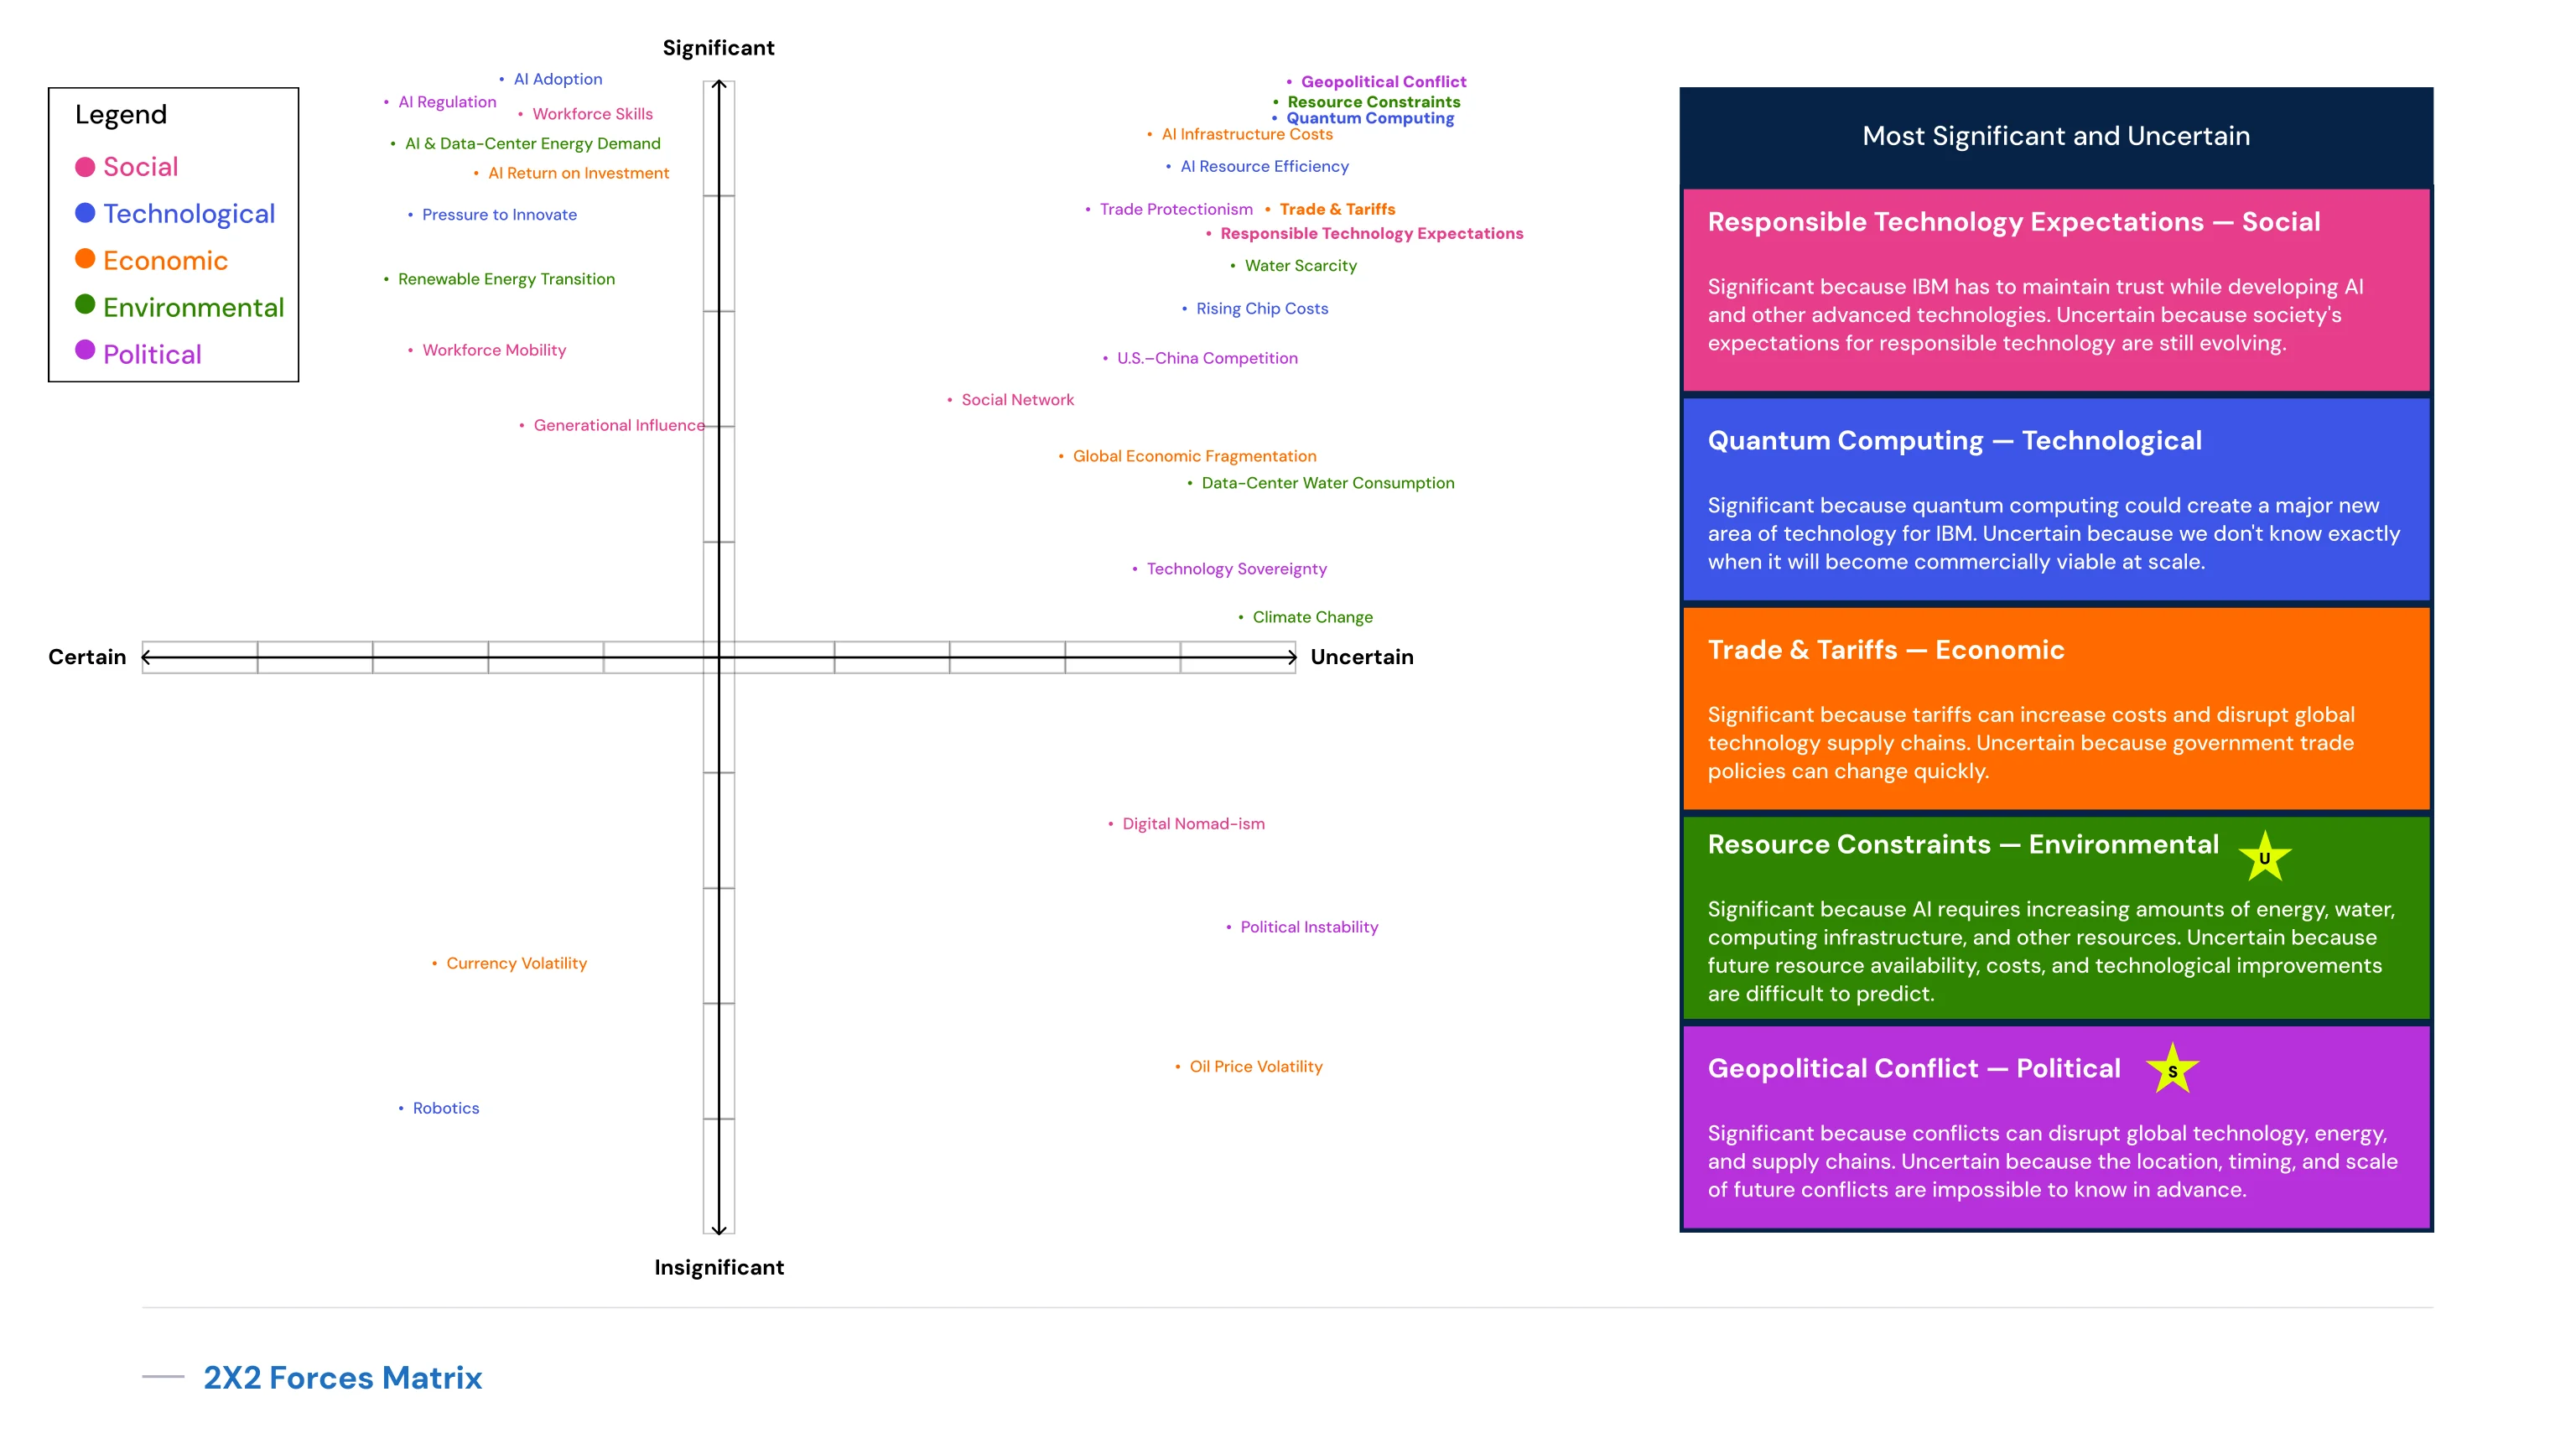 Significant
Legend
Social
Technological
Economic
Environmental
Political
• AI Adoption
• AI Regulation
• Workforce Skills
• AI & Data-Center Energy Demand
• AI Return on Investment
• Pressure to Innovate
• Renewable Energy Transition
• Workforce Mobility
• Generational Influence
• Geopolitical Conflict
• Resource Constraints
• Quantum Computing
• AI Infrastructure Costs
• AI Resource Efficiency
• Trade Protectionism • Trade & Tariffs
• Responsible Technology Expectations
• Water Scarcity
• Rising Chip Costs
• U.S.–China Competition
• Social Network
• Global Economic Fragmentation
• Data-Center Water Consumption
• Technology Sovereignty
• Climate Change
Certain
Uncertain
• Digital Nomad-ism
• Political Instability
• Currency Volatility
• Oil Price Volatility
• Robotics
Insignificant
Most Significant and Uncertain
Responsible Technology Expectations — Social
Significant because IBM has to maintain trust while developing AI
and other advanced technologies. Uncertain because society's
expectations for responsible technology are still evolving.
Quantum Computing — Technological
Significant because quantum computing could create a major new
area of technology for IBM. Uncertain because we don't know exactly
when it will become commercially viable at scale.
Trade & Tariffs — Economic
Significant because tariffs can increase costs and disrupt global
technology supply chains. Uncertain because government trade
policies can change quickly.
Resource Constraints — Environmental
U
Significant because AI requires increasing amounts of energy, water,
computing infrastructure, and other resources. Uncertain because
future resource availability, costs, and technological improvements
are difficult to predict.
Geopolitical Conflict — Political
S
Significant because conflicts can disrupt global technology, energy,
and supply chains. Uncertain because the location, timing, and scale
of future conflicts are impossible to know in advance.
2X2 Forces Matrix